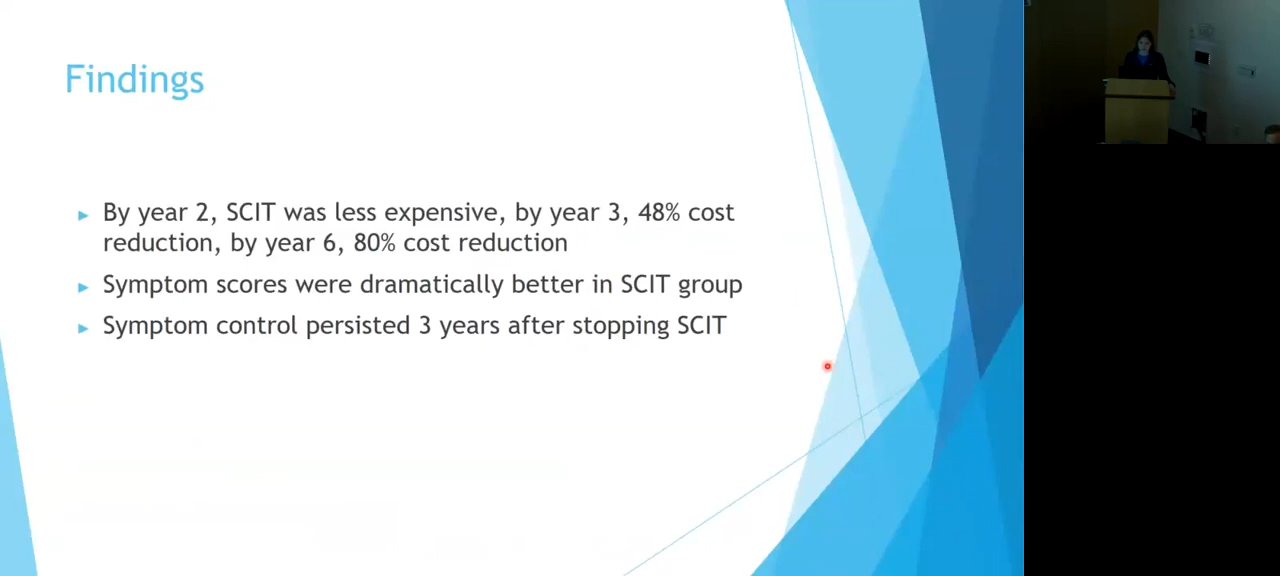 Findings
By year 2, SCIT was less expensive, by year 3, 48% cost
reduction, by year 6, 80% cost reduction
Symptom scores were dramatically better in SCIT group
Symptom control persisted 3 years after stopping SCIT